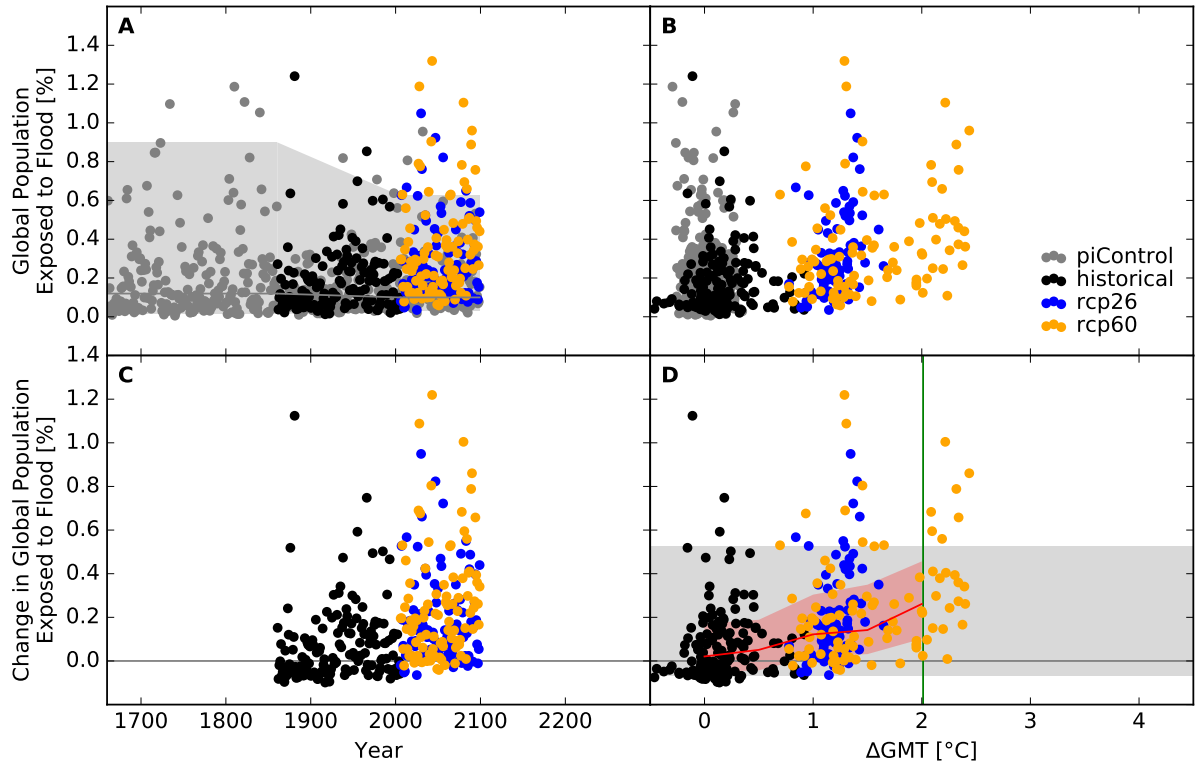 A
B
1.4
1.2
1.0
0.8
0.6
0.4
0.2
0.0
Global Population
Exposed to Flood [%]
piControl
historical
rcp26
rcp60
C
D
1.4
1.2
1.0
0.8
0.6
0.4
0.2
0.0
Change in Global Population
Exposed to Flood [%]
1700 1800 1900 2000 2100 2200
0 1 2 3 4
Year
ΔGMT [°C]